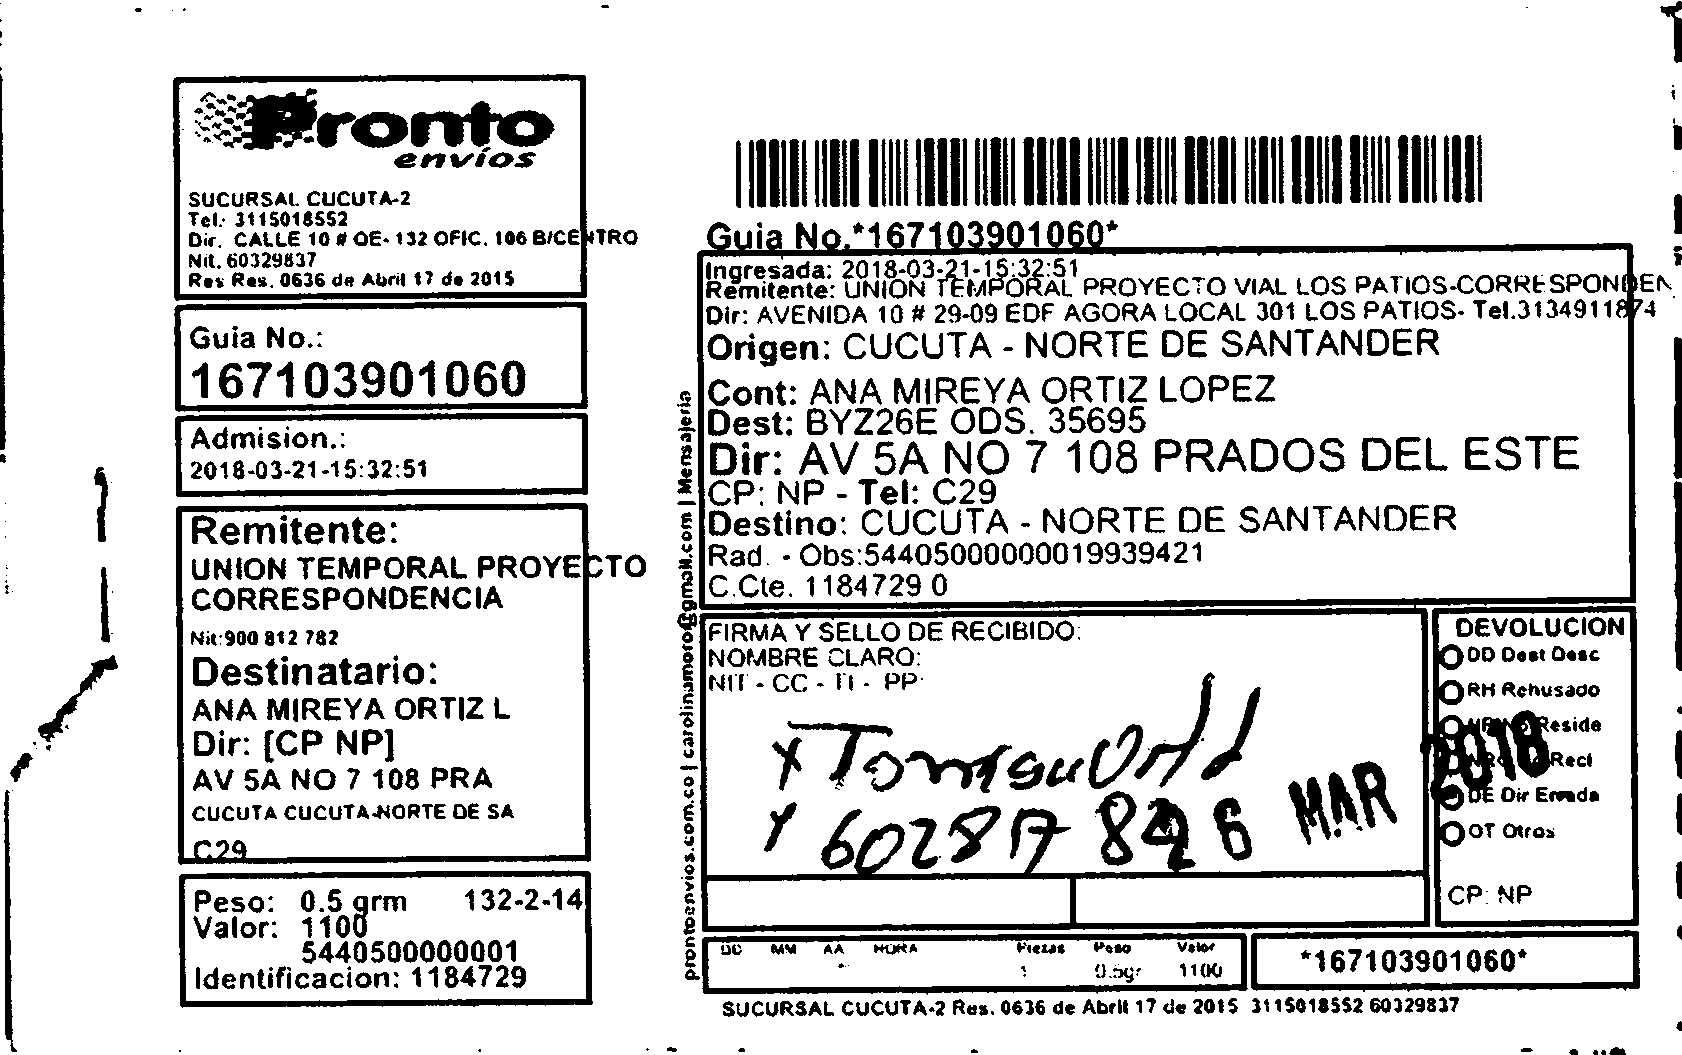 Pronto
envíos
SUCURSAL CUCUTA-2
Tel: 3115018552
Dir. CALLE 10 # OE- 132 OFIC. 106 B/CENTRO
Nit. 60329837
Res Res. 0636 de Abril 17 de 2015
Guia No.:
167103901060
Admision.:
2018-03-21-15:32:51
Remitente:
UNION TEMPORAL PROYECTO
CORRESPONDENCIA
Nit:900 812 782
Destinatario:
ANA MIREYA ORTIZ L
Dir: [CP NP]
AV 5A NO 7 108 PRA
CUCUTA CUCUTA-NORTE DE SA
C29
Peso: 0.5 grm 132-2-14
Valor: 1100
5440500000001
Identificacion: 1184729
prontoenvios.com.co | carolinamoror@gmail.com | Mensajeria
Guia No.*167103901060*
Ingresada: 2018-03-21-15:32:51
Remitente: UNION TEMPORAL PROYECTO VIAL LOS PATIOS-CORRESPONDEN
Dir: AVENIDA 10 # 29-09 EDF AGORA LOCAL 301 LOS PATIOS- Tel.3134911874
Origen: CUCUTA - NORTE DE SANTANDER
Cont: ANA MIREYA ORTIZ LOPEZ
Dest: BYZ26E ODS. 35695
Dir: AV 5A NO 7 108 PRADOS DEL ESTE
CP: NP - Tel: C29
Destino: CUCUTA - NORTE DE SANTANDER
Rad. - Obs:54405000000019939421
C.Cte. 1184729 0
FIRMA Y SELLO DE RECIBIDO:
NOMBRE CLARO:
NIT - CC - TI - PP
26 MAR 2018
DEVOLUCION
DD Dest Desc
RH Rehusado
Reside
Recl
DE Dir Errada
OT Otros
CP: NP
DD MM AA HORA Piezas Peso Valor
1 0.5gr 1100
*167103901060*
SUCURSAL CUCUTA-2 Res. 0636 de Abril 17 de 2015 3115018552 60329837